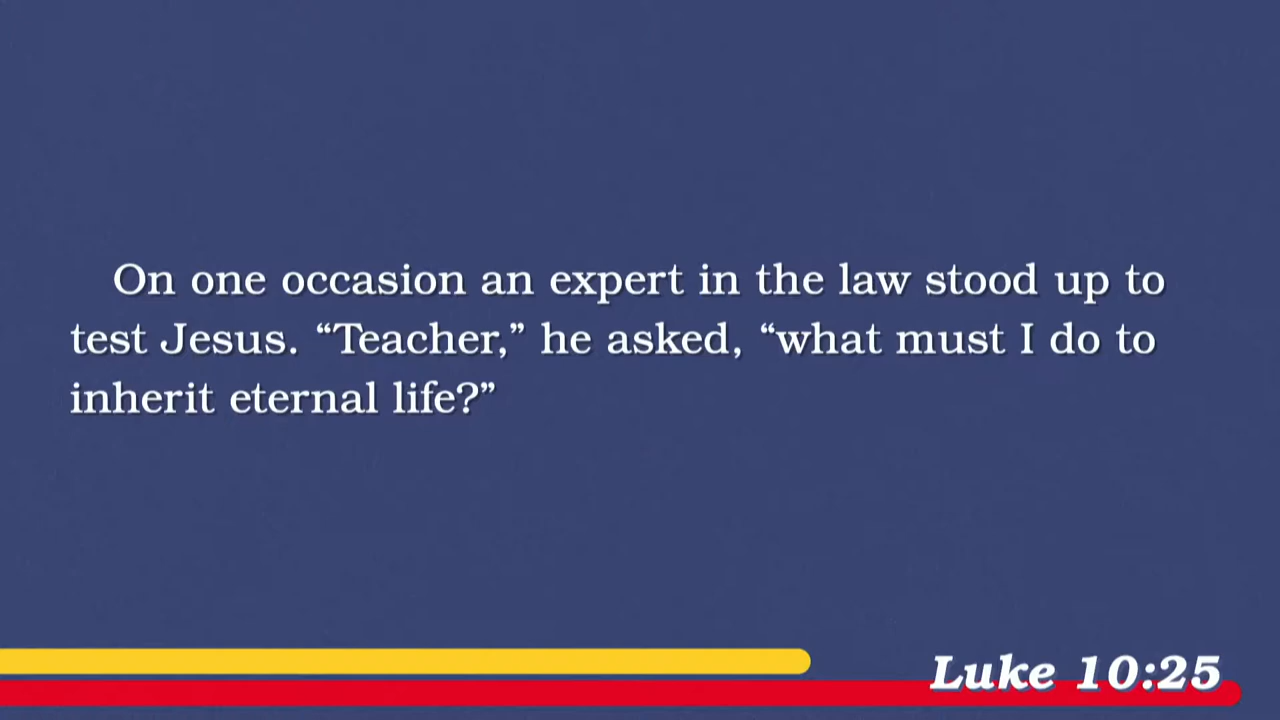 On one occasion an expert in the law stood up to
test Jesus. “Teacher,” he asked, “what must I do to
inherit eternal life?”
Luke 10:25